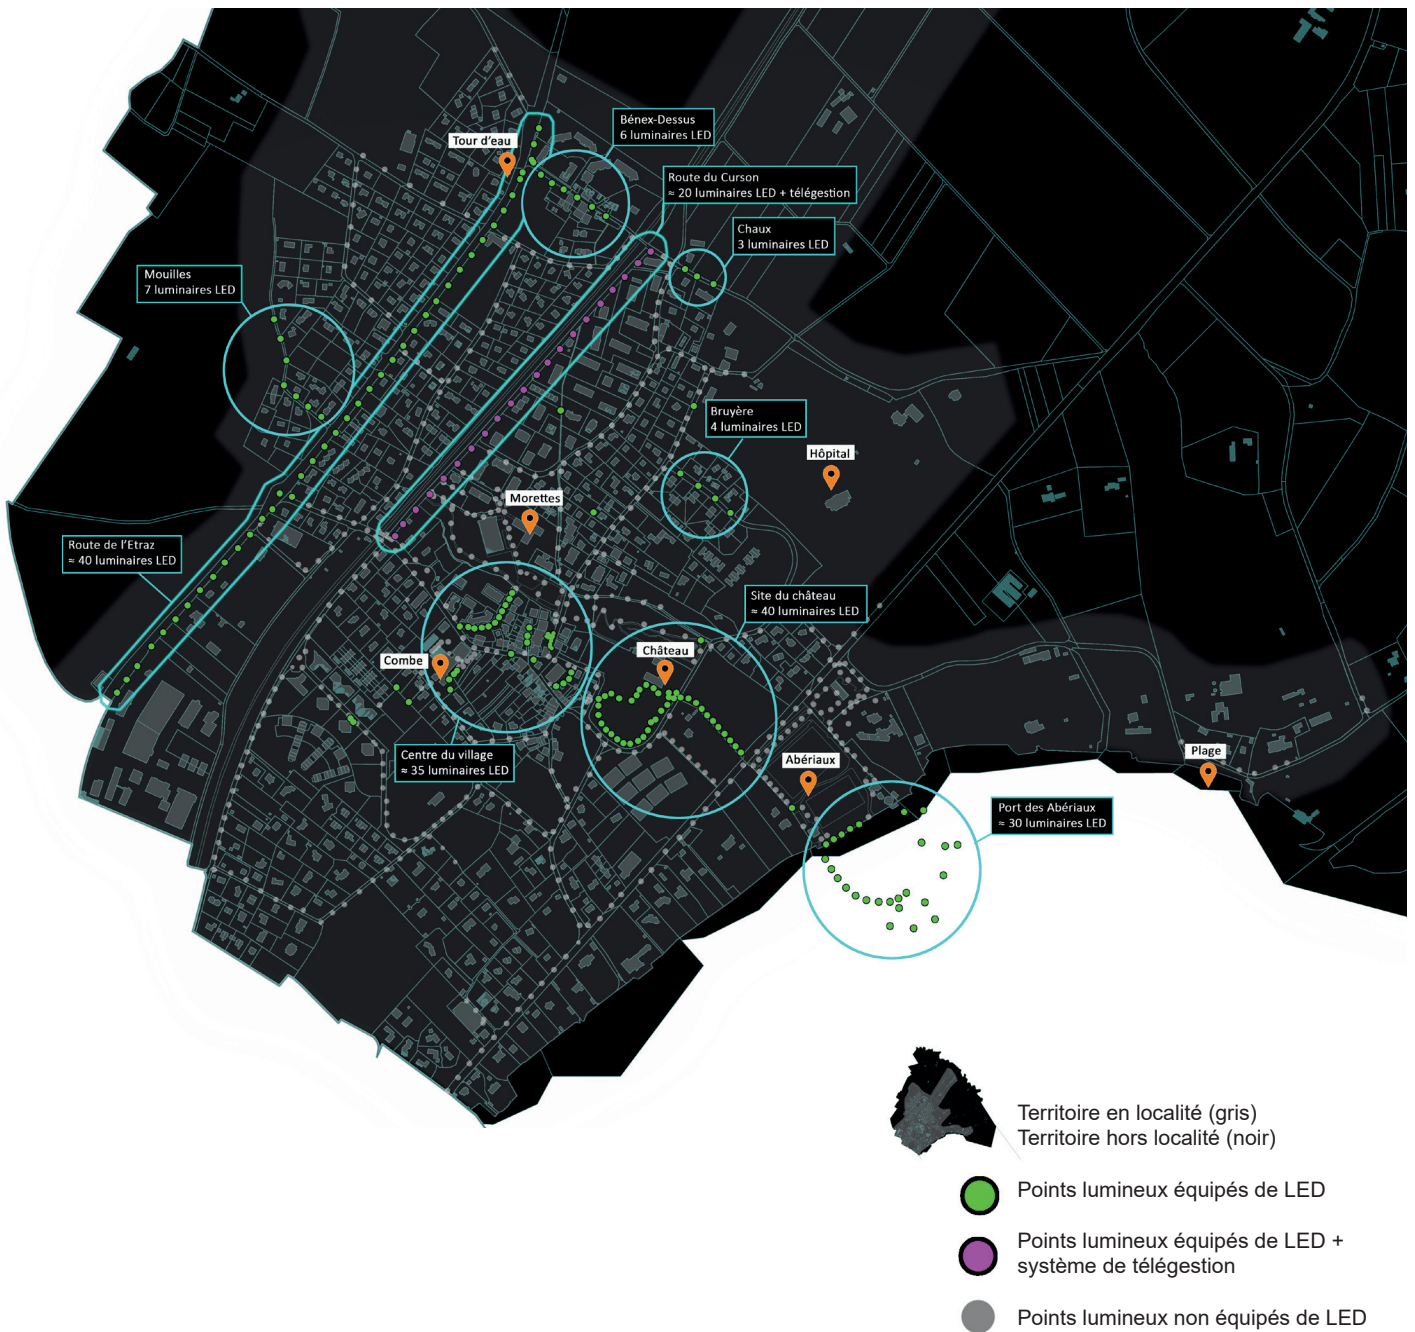 Bénex-Dessus
6 luminaires LED
Tour d'eau
Route du Curson
≈ 20 luminaires LED + télégestion
Chaux
3 luminaires LED
Mouilles
7 luminaires LED
Bruyère
4 luminaires LED
Hôpital
Morettes
Route de l'Etraz
≈ 40 luminaires LED
Site du château
≈ 40 luminaires LED
Château
Combe
Centre du village
≈ 35 luminaires LED
Abériaux
Plage
Port des Abériaux
≈ 30 luminaires LED
Territoire en localité (gris)
Territoire hors localité (noir)
Points lumineux équipés de LED
Points lumineux équipés de LED +
système de télégestion
Points lumineux non équipés de LED